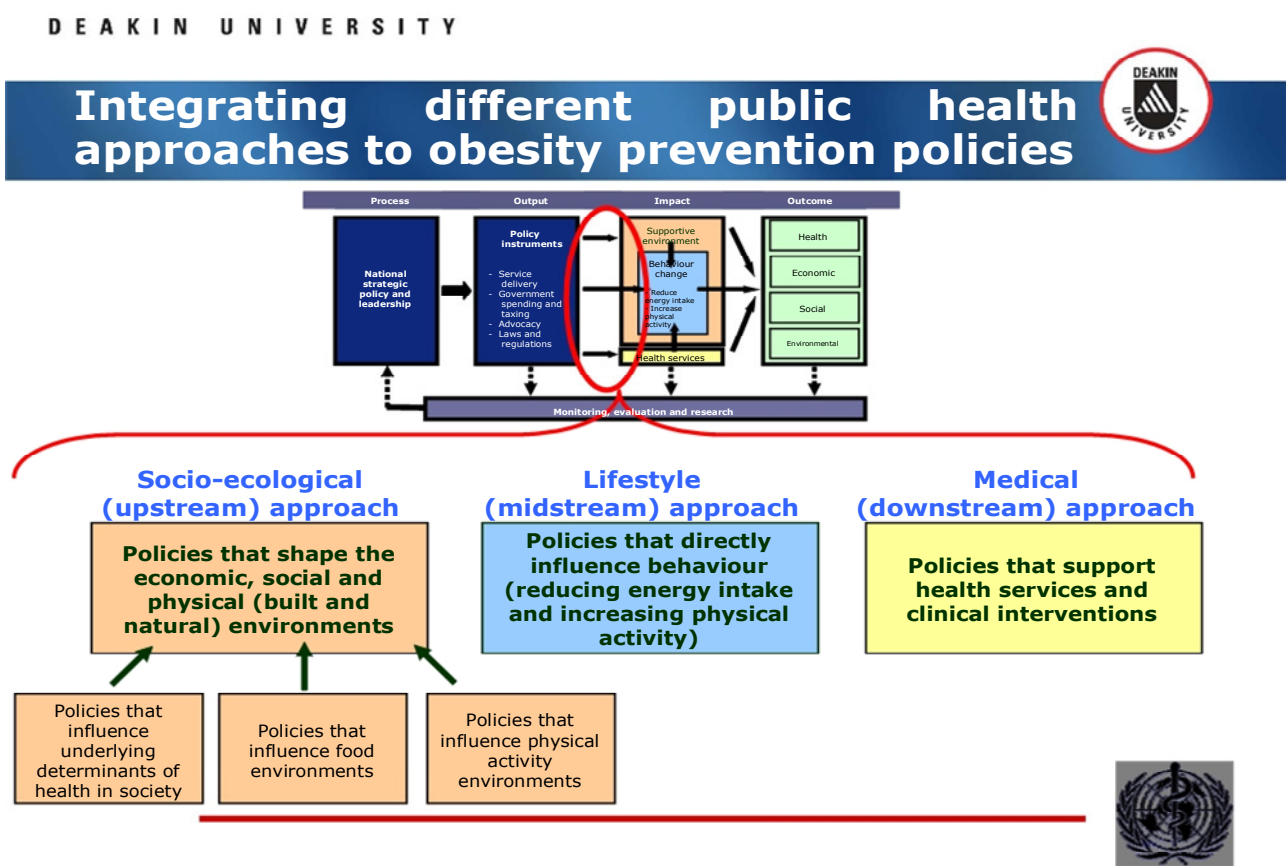 DEAKIN UNIVERSITY
DEAKIN
UNIVERSITY
Integrating different public health
approaches to obesity prevention policies
Process
Output
Impact
Outcome
National
strategic
policy and
leadership
Policy
instruments
- Service
delivery
- Government
spending and
taxing
- Advocacy
- Laws and
regulations
Supportive
environment
Behaviour
change
- Reduce
energy intake
- Increase
physical
activity
Health services
Health
Economic
Social
Environmental
Monitoring, evaluation and research
Socio-ecological
(upstream) approach
Lifestyle
(midstream) approach
Medical
(downstream) approach
Policies that shape the
economic, social and
physical (built and
natural) environments
Policies that directly
influence behaviour
(reducing energy intake
and increasing physical
activity)
Policies that support
health services and
clinical interventions
Policies that
influence
underlying
determinants of
health in society
Policies that
influence food
environments
Policies that
influence physical
activity
environments